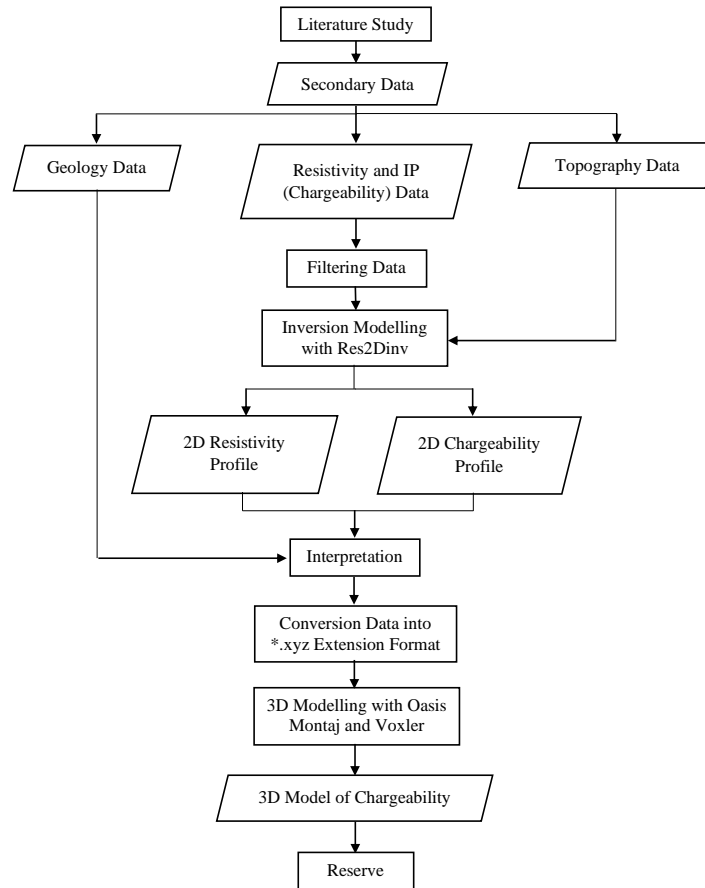 Literature Study
Secondary Data
Geology Data
Resistivity and IP
(Chargeability) Data
Topography Data
Filtering Data
Inversion Modelling
with Res2Dinv
2D Resistivity
Profile
2D Chargeability
Profile
Interpretation
Conversion Data into
*.xyz Extension Format
3D Modelling with Oasis
Montaj and Voxler
3D Model of Chargeability
Reserve